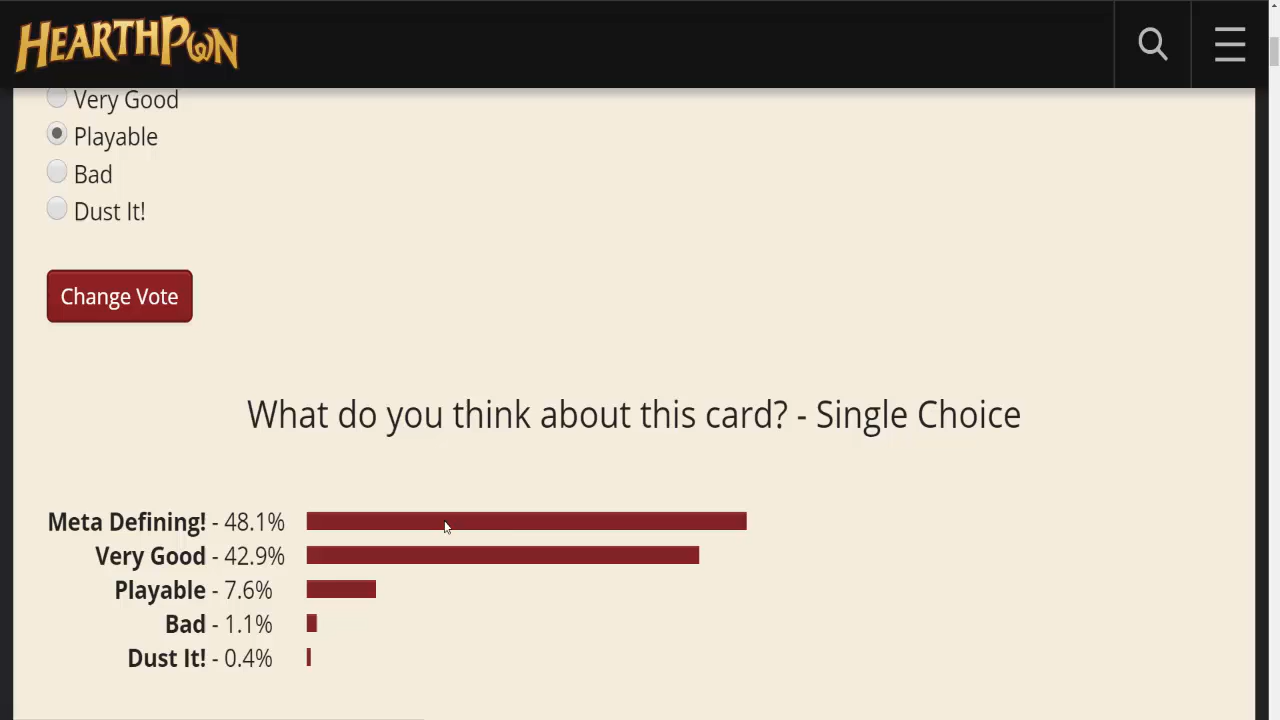 HEARTHPWN
Very Good
Playable
Bad
Dust It!
Change Vote
What do you think about this card? - Single Choice
Meta Defining! - 48.1%
Very Good - 42.9%
Playable - 7.6%
Bad - 1.1%
Dust It! - 0.4%